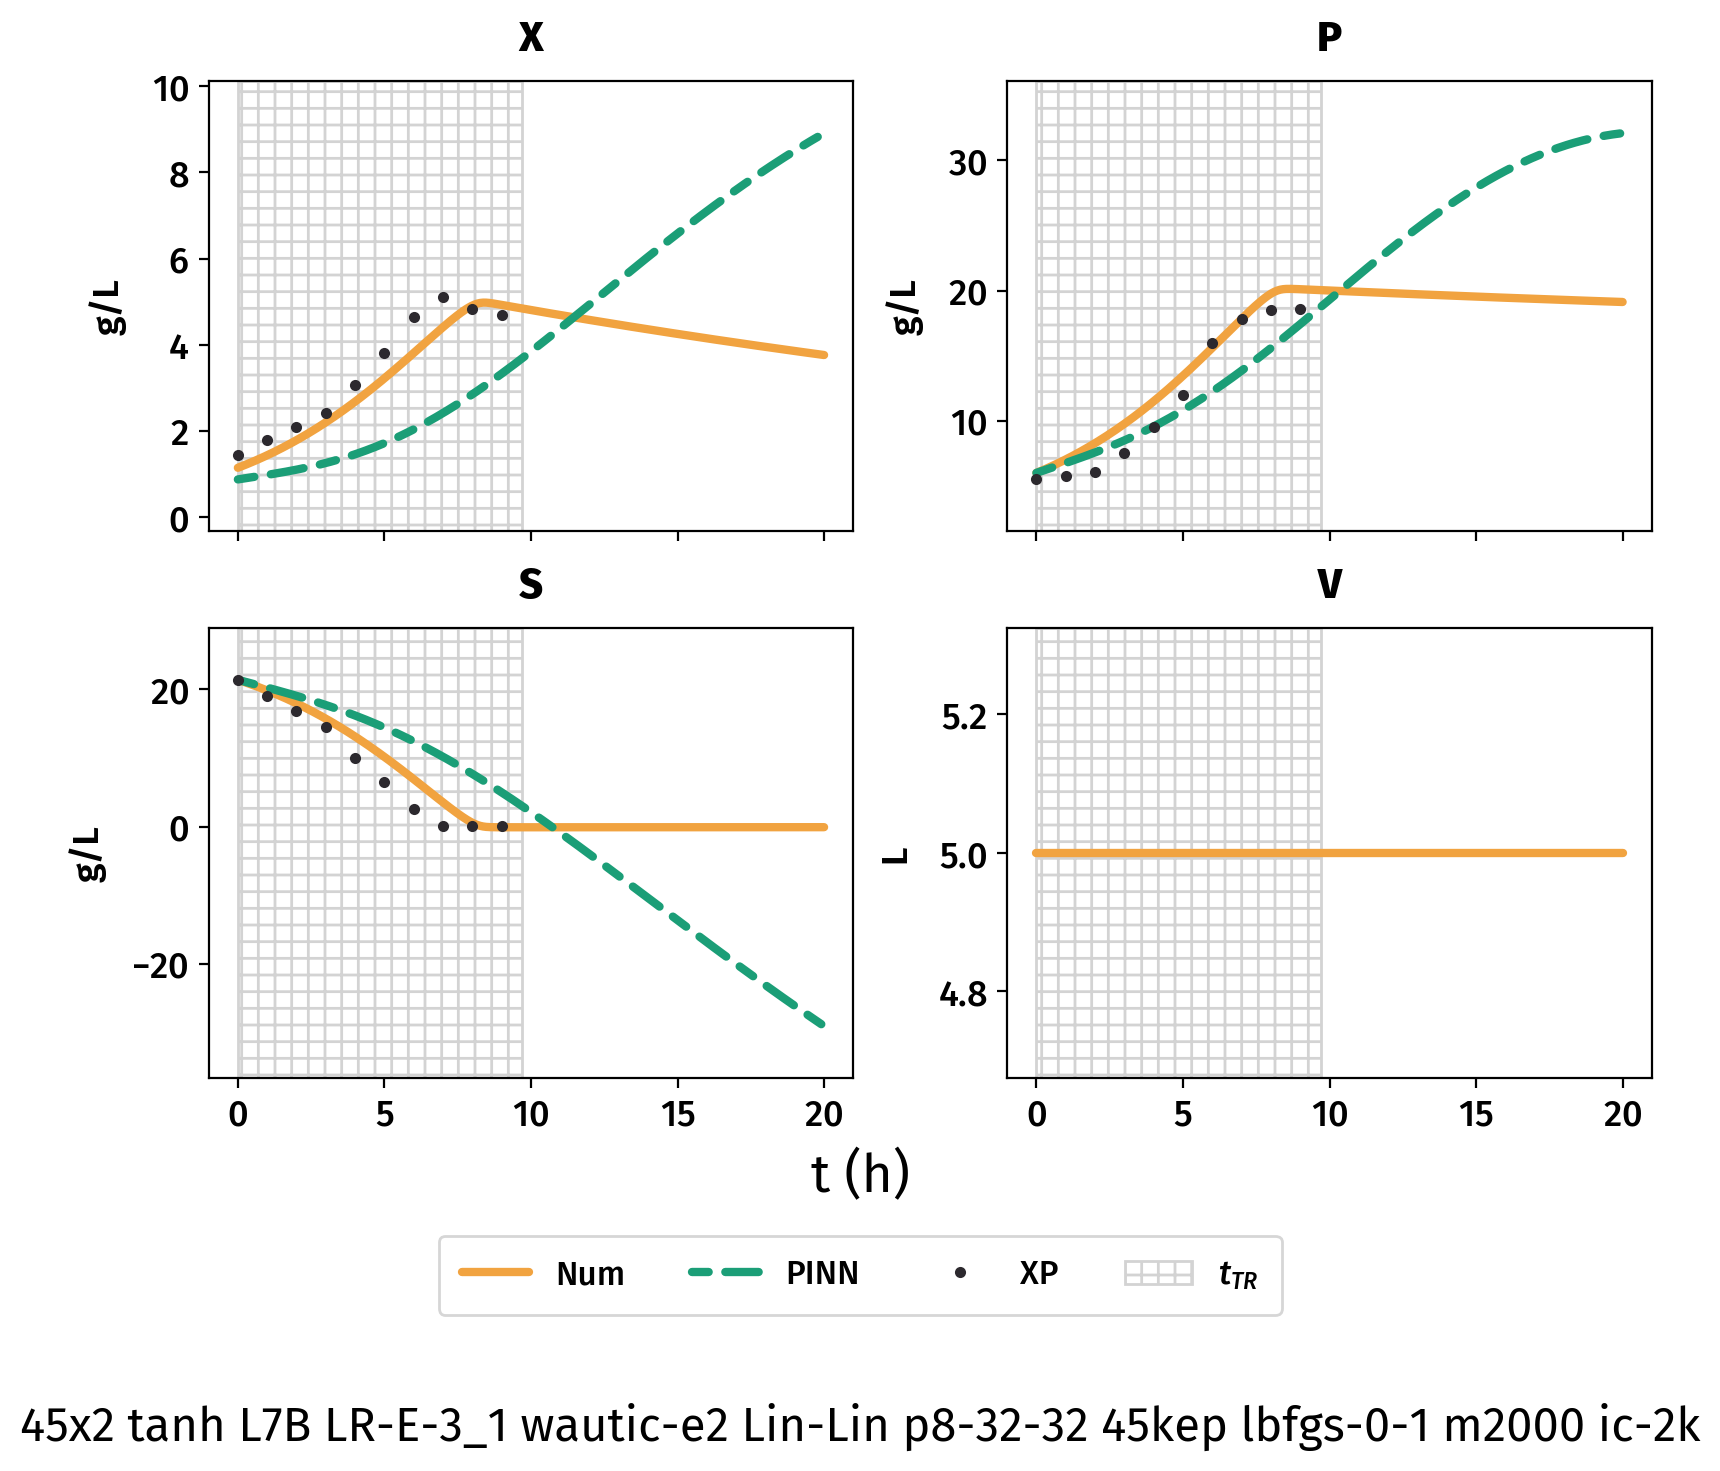 X
P
10
8
6
4
2
0
g/L
30
20
10
g/L
S
V
20
0
−20
g/L
5.2
5.0
4.8
L
0 5 10 15 20
0 5 10 15 20
t (h)
Num PINN XP tTR
45x2 tanh L7B LR-E-3_1 wautic-e2 Lin-Lin p8-32-32 45kep lbfgs-0-1 m2000 ic-2k